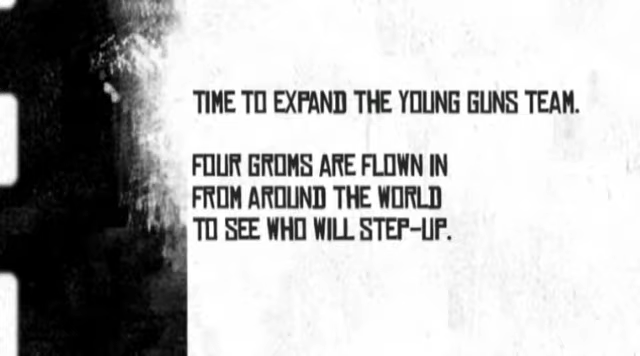 TIME TO EXPAND THE YOUNG GUNS TEAM.
FOUR GROMS ARE FLOWN IN
FROM AROUND THE WORLD
TO SEE WHO WILL STEP-UP.